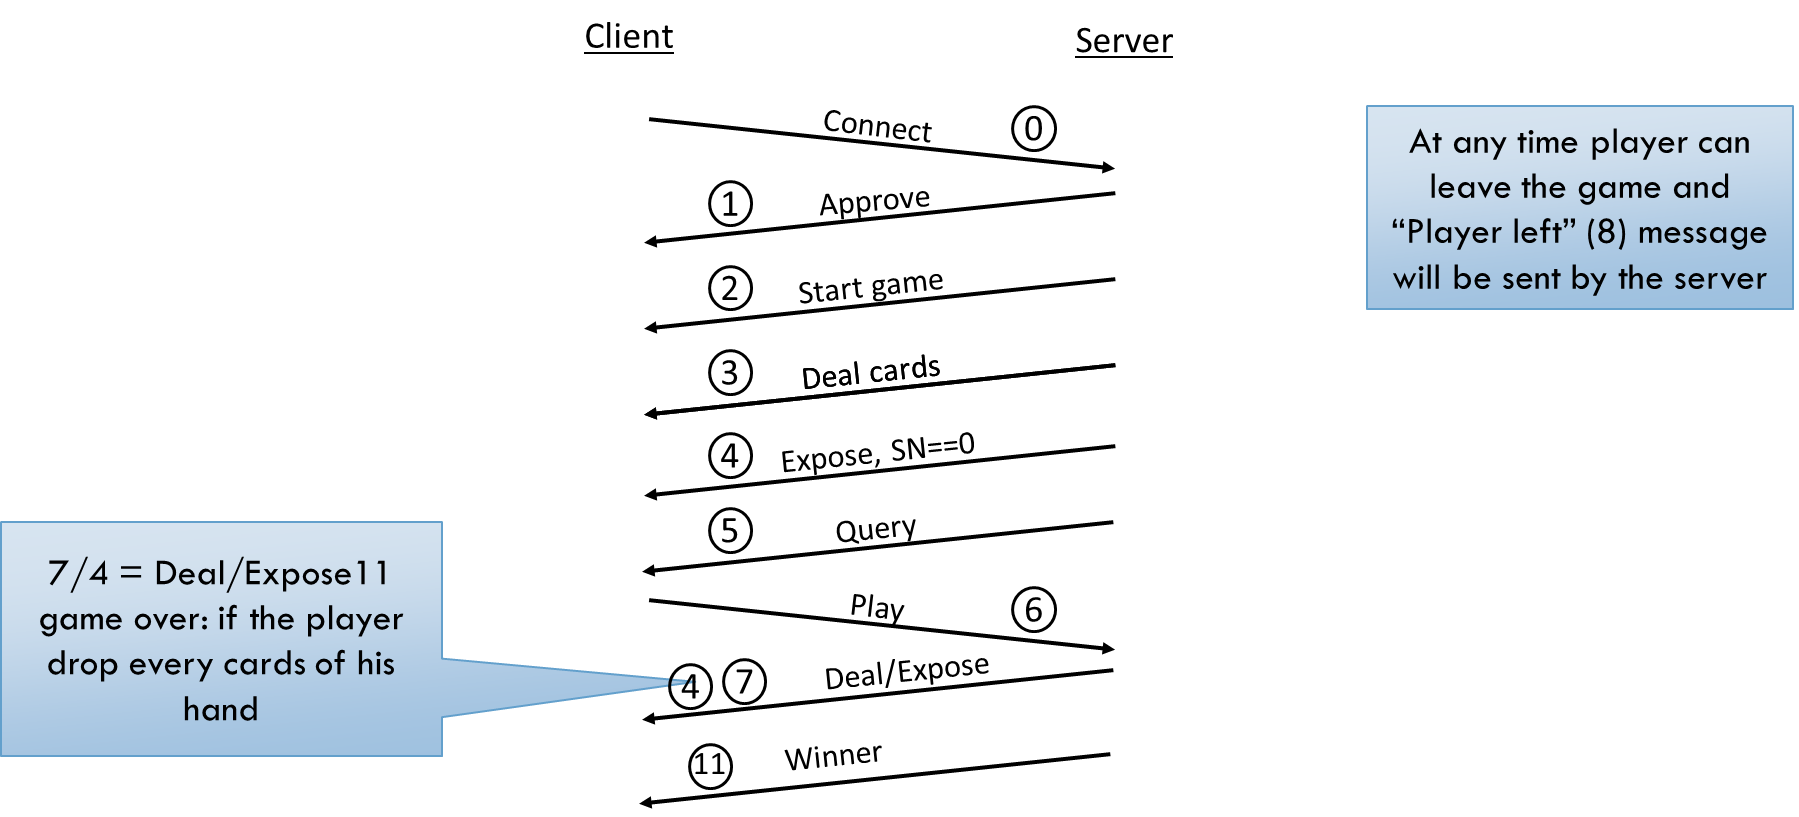 Client
Server
Connect
0
At any time player can
leave the game and
“Player left” (8) message
will be sent by the server
1
Approve
2
Start game
3
Deal cards
4
Expose, SN==0
5
Query
7/4 = Deal/Expose11
game over: if the player
drop every cards of his
hand
Play
6
4
7
Deal/Expose
11
Winner